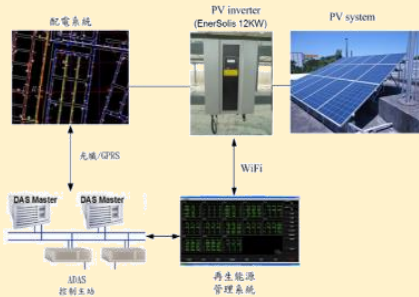 配電系統
PV inverter
(EnerSolis 12KW)
PV system
光纖/GPRS
WiFi
DAS Master
DAS Master
ADAS
控制主站
再生能源
管理系統